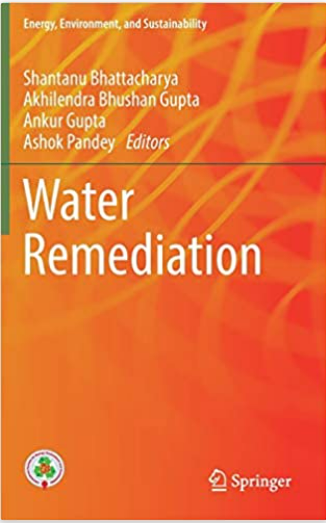 Energy, Environment, and Sustainability
Shantanu Bhattacharya
Akhilendra Bhushan Gupta
Ankur Gupta
Ashok Pandey Editors
Water
Remediation
Springer